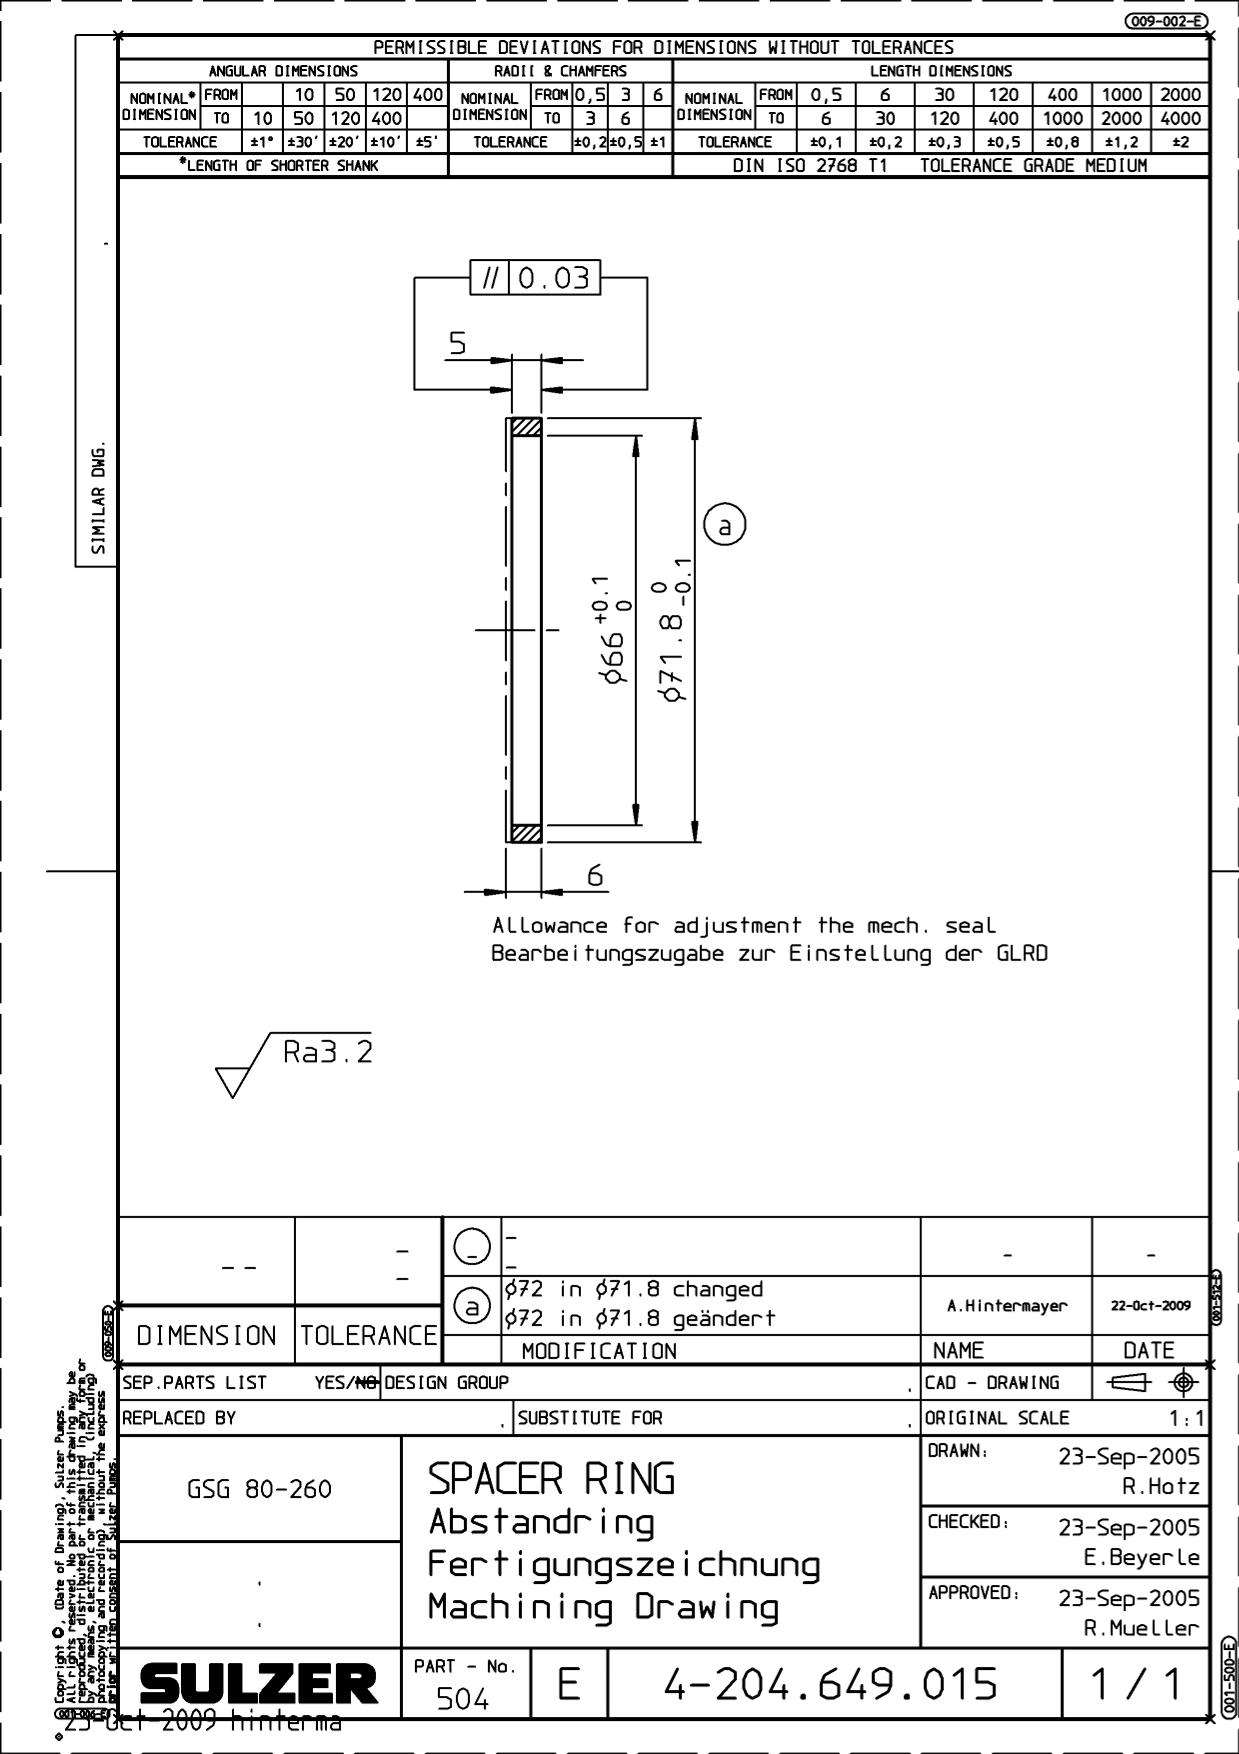 009-002-E
PERMISSIBLE DEVIATIONS FOR DIMENSIONS WITHOUT TOLERANCES
ANGULAR DIMENSIONS RADII & CHAMFERS LENGTH DIMENSIONS
NOMINAL* DIMENSION FROM 10 50 120 400 NOMINAL DIMENSION FROM 0,5 3 6 NOMINAL DIMENSION FROM 0,5 6 30 120 400 1000 2000
TO 10 50 120 400 TO 3 6 TO 6 30 120 400 1000 2000 4000
TOLERANCE ±1° ±30' ±20' ±10' ±5' TOLERANCE ±0,2 ±0,5 ±1 TOLERANCE ±0,1 ±0,2 ±0,3 ±0,5 ±0,8 ±1,2 ±2
*LENGTH OF SHORTER SHANK DIN ISO 2768 T1 TOLERANCE GRADE MEDIUM
SIMILAR DWG.
// 0.03
5
a
ϕ66 +0.1 0
ϕ71.8 0 -0.1
6
Allowance for adjustment the mech. seal
Bearbeitungszugabe zur Einstellung der GLRD
Ra3.2
-- - - - - - - -
a ϕ72 in ϕ71.8 changed A.Hintermayer 22-Oct-2009
ϕ72 in ϕ71.8 geändert
DIMENSION TOLERANCE MODIFICATION NAME DATE
009-050-E
001-512-E
SEP.PARTS LIST YES/NO DESIGN GROUP . CAD - DRAWING
REPLACED BY . SUBSTITUTE FOR . ORIGINAL SCALE 1:1
GSG 80-260
SPACER RING
Abstandring
Fertigungszeichnung
Machining Drawing
DRAWN: 23-Sep-2005
R.Hotz
CHECKED: 23-Sep-2005
E.Beyerle
APPROVED: 23-Sep-2005
R.Mueller
SULZER PART - No. 504 E 4-204.649.015 1 / 1
001-500-E
Copyright ©, (Date of Drawing), Sulzer Pumps.
All rights reserved. No part of this drawing may be
reproduced, distributed or transmitted in any form or
by any means, electronic or mechanical, (including)
photocopying and recording) without the express
prior written consent of Sulzer Pumps.
23-Oct-2009 hinterma